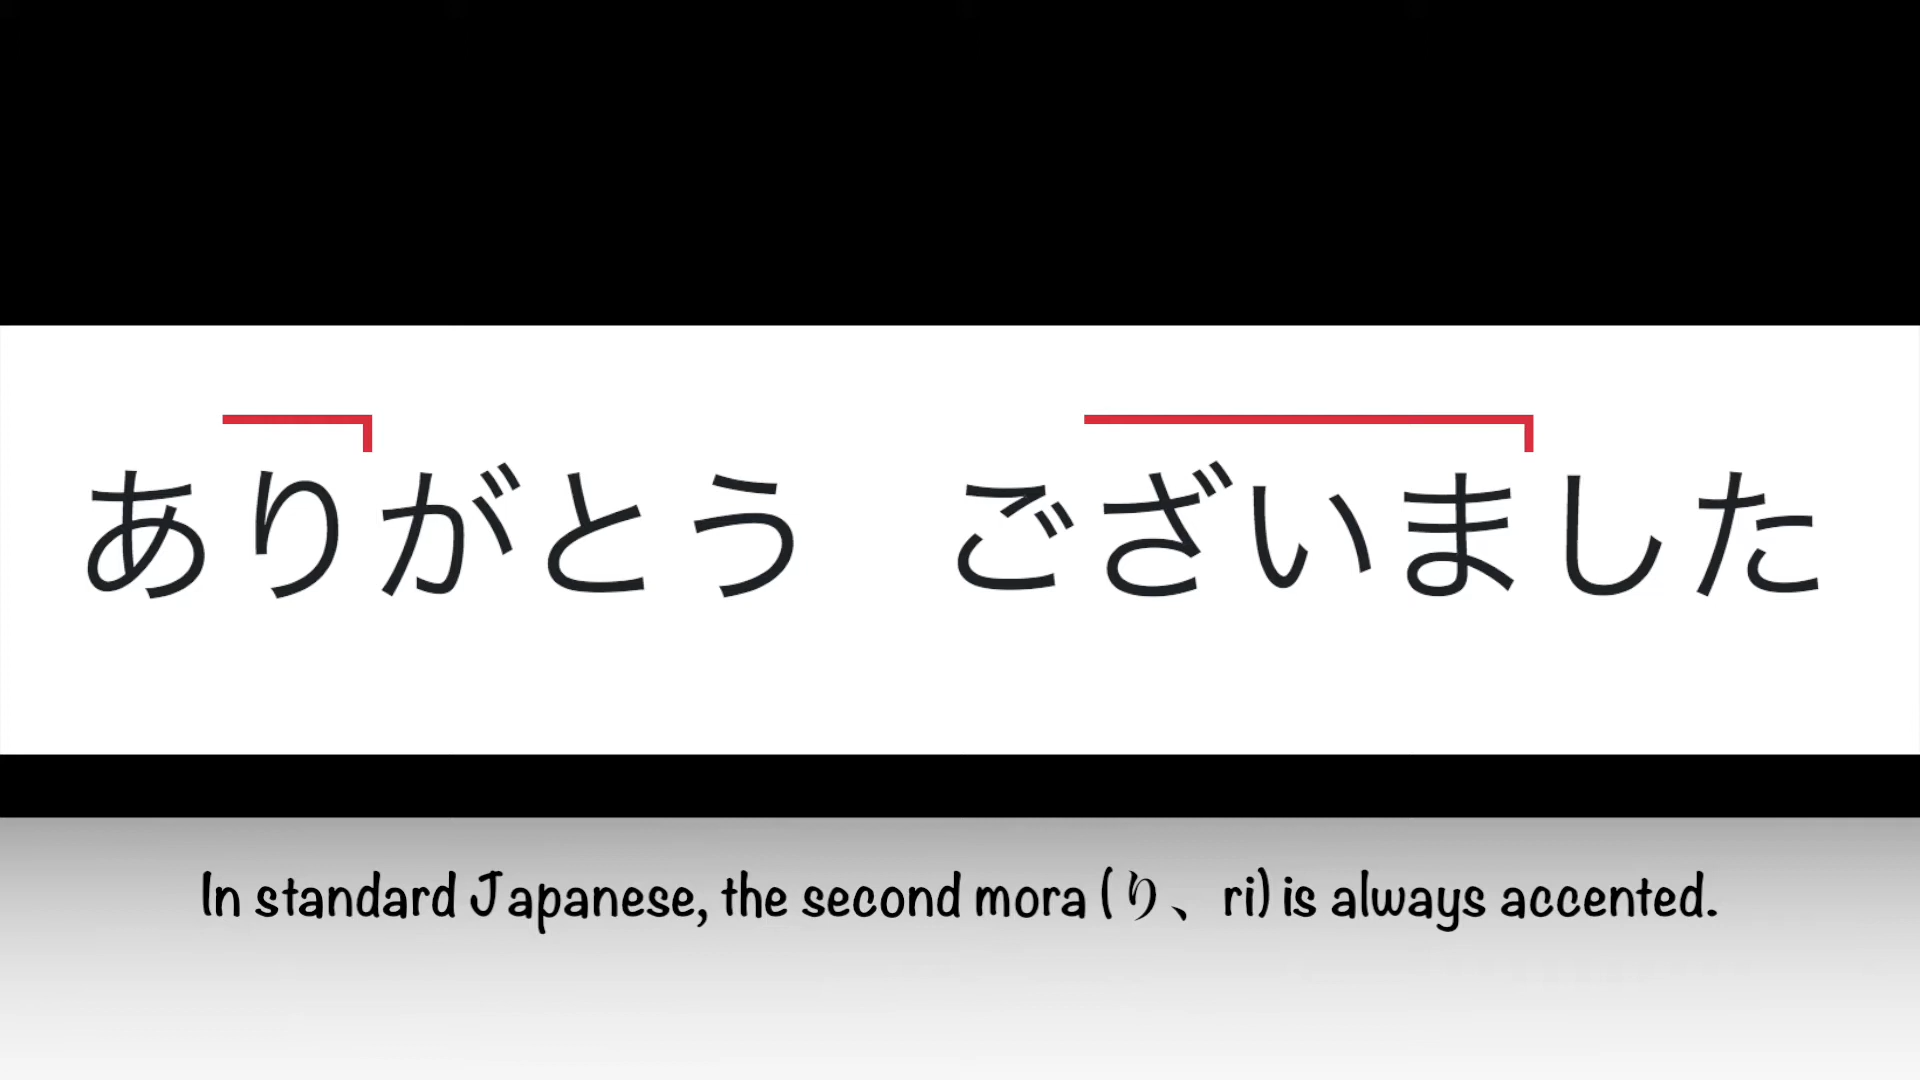 ありがとう ございました
In standard Japanese, the second mora (り、ri) is always accented.